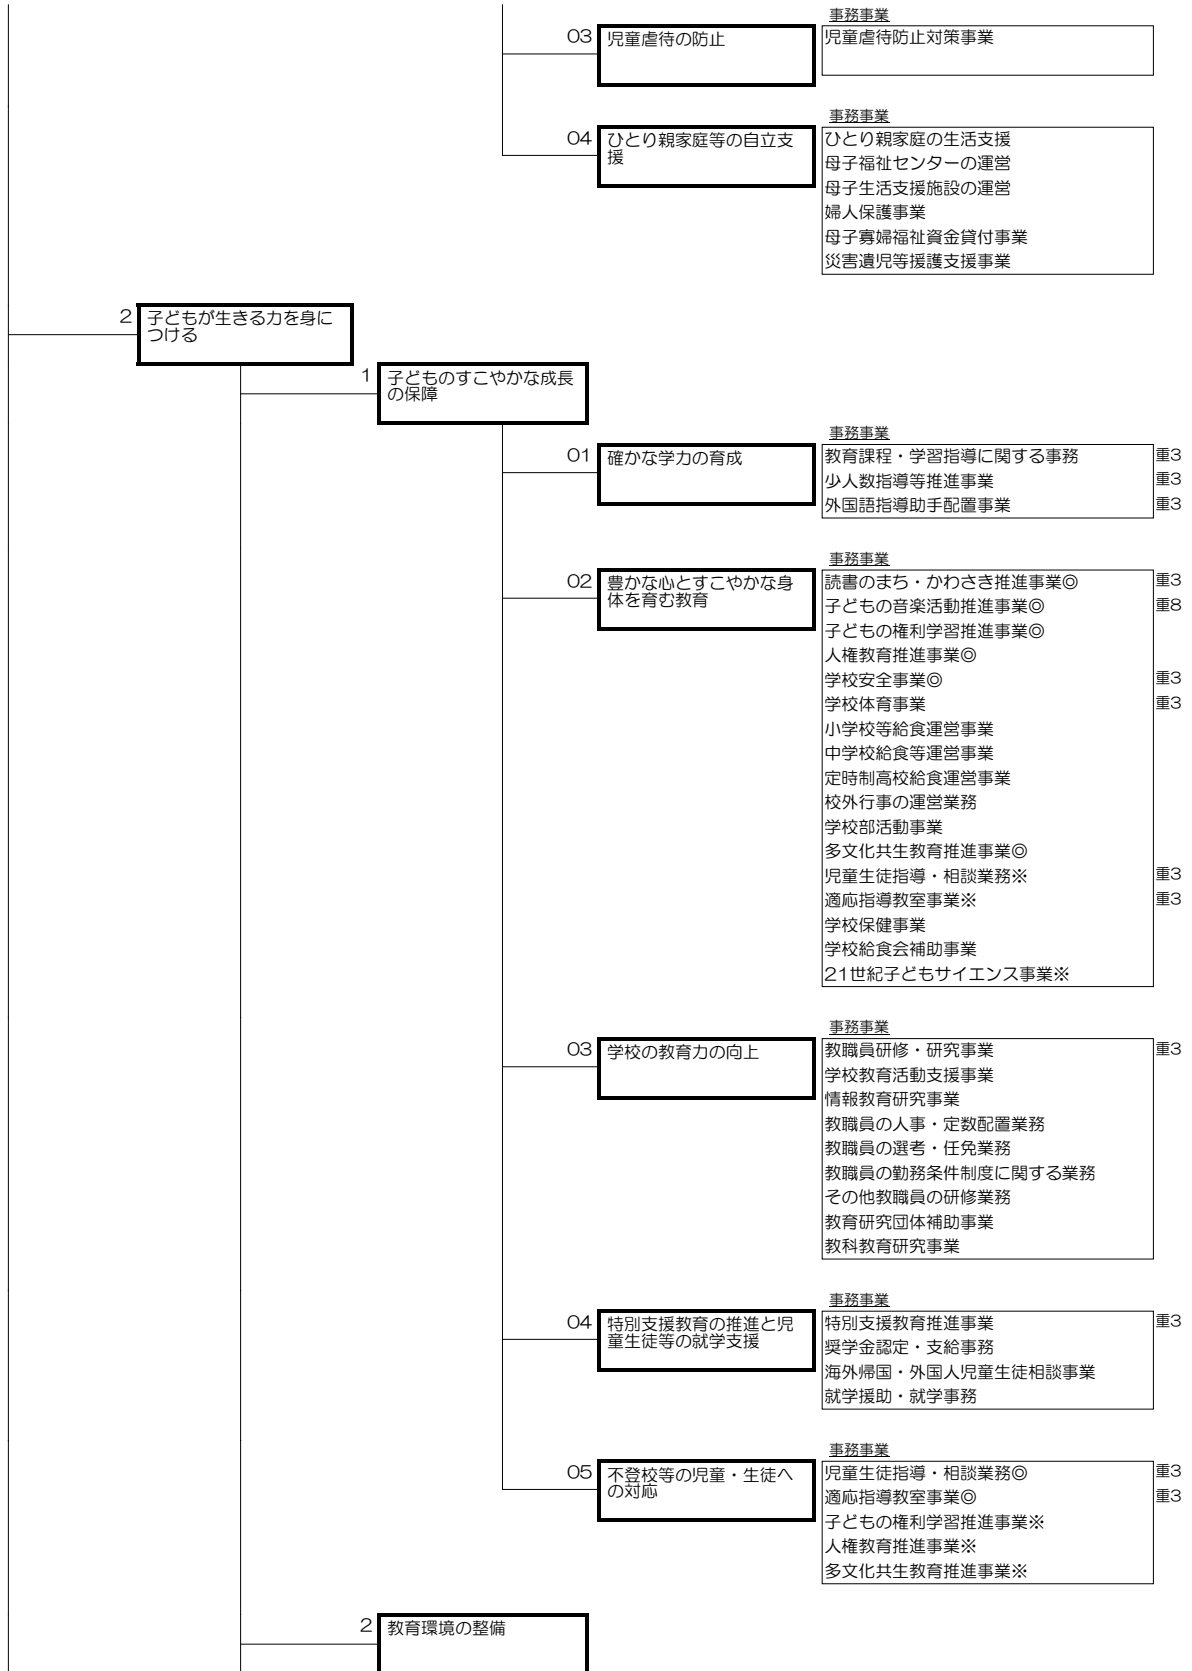 事務事業
03 児童虐待の防止
児童虐待防止対策事業
事務事業
04 ひとり親家庭等の自立支
援
ひとり親家庭の生活支援
母子福祉センターの運営
母子生活支援施設の運営
婦人保護事業
母子寡婦福祉資金貸付事業
災害遺児等援護支援事業
2 子どもが生きる力を身に
つける
1 子どものすこやかな成長
の保障
事務事業
01 確かな学力の育成
教育課程・学習指導に関する事務 重3
少人数指導等推進事業 重3
外国語指導助手配置事業 重3
事務事業
02 豊かな心とすこやかな身
体を育む教育
読書のまち・かわさき推進事業◎ 重3
子どもの音楽活動推進事業◎ 重8
子どもの権利学習推進事業◎
人権教育推進事業◎
学校安全事業◎ 重3
学校体育事業 重3
小学校等給食運営事業
中学校給食等運営事業
定時制高校給食運営事業
校外行事の運営業務
学校部活動事業
多文化共生教育推進事業◎
児童生徒指導・相談業務※ 重3
適応指導教室事業※ 重3
学校保健事業
学校給食会補助事業
21世紀子どもサイエンス事業※
事務事業
03 学校の教育力の向上
教職員研修・研究事業 重3
学校教育活動支援事業
情報教育研究事業
教職員の人事・定数配置業務
教職員の選考・任免業務
教職員の勤務条件制度に関する業務
その他教職員の研修業務
教育研究団体補助事業
教科教育研究事業
事務事業
04 特別支援教育の推進と児
童生徒等の就学支援
特別支援教育推進事業 重3
奨学金認定・支給事務
海外帰国・外国人児童生徒相談事業
就学援助・就学事務
事務事業
05 不登校等の児童・生徒へ
の対応
児童生徒指導・相談業務◎ 重3
適応指導教室事業◎ 重3
子どもの権利学習推進事業※
人権教育推進事業※
多文化共生教育推進事業※
2 教育環境の整備